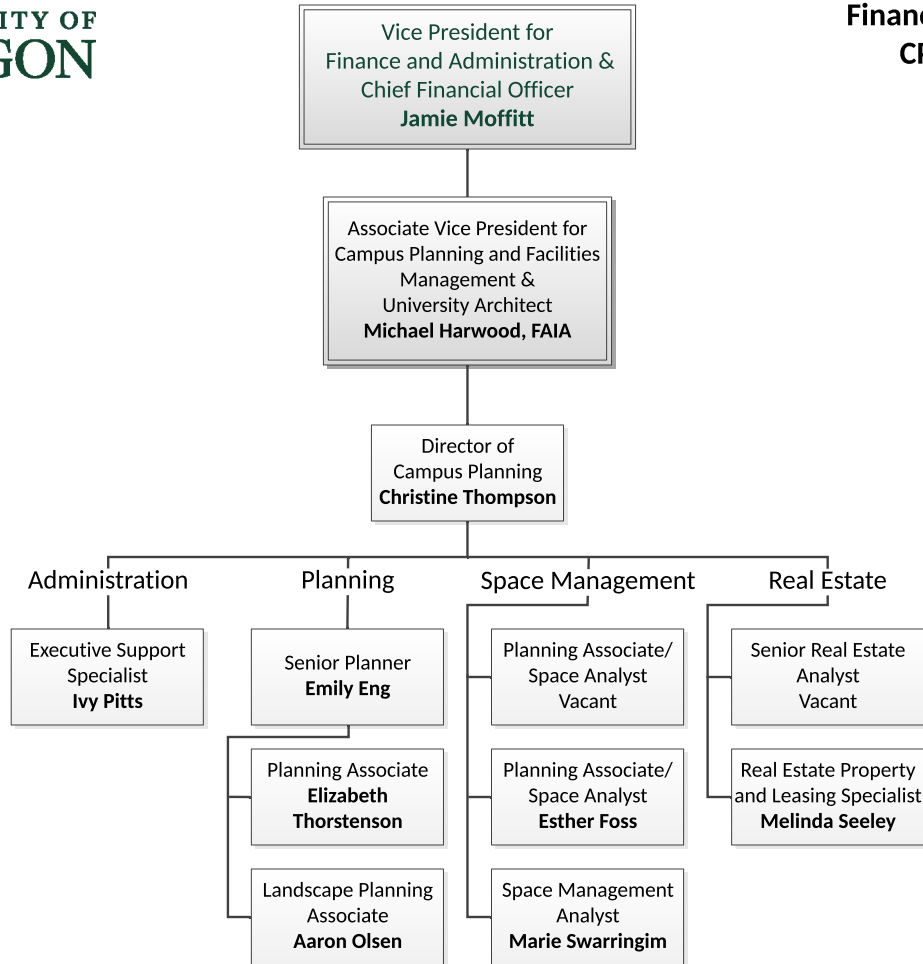 ITY OF
GON
Finan
CP
Vice President for
Finance and Administration &
Chief Financial Officer
Jamie Moffitt
Associate Vice President for
Campus Planning and Facilities
Management &
University Architect
Michael Harwood, FAIA
Director of
Campus Planning
Christine Thompson
Administration
Planning
Space Management
Real Estate
Executive Support
Specialist
Ivy Pitts
Senior Planner
Emily Eng
Planning Associate/
Space Analyst
Vacant
Senior Real Estate
Analyst
Vacant
Planning Associate
Elizabeth
Thorstenson
Planning Associate/
Space Analyst
Esther Foss
Real Estate Property
and Leasing Specialist
Melinda Seeley
Landscape Planning
Associate
Aaron Olsen
Space Management
Analyst
Marie Swarringim